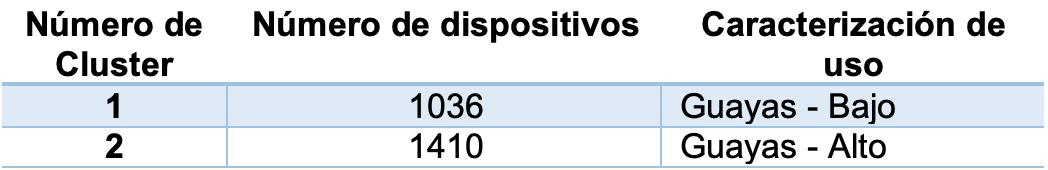 Número de Cluster Número de dispositivos Caracterización de uso
1 1036 Guayas - Bajo
2 1410 Guayas - Alto